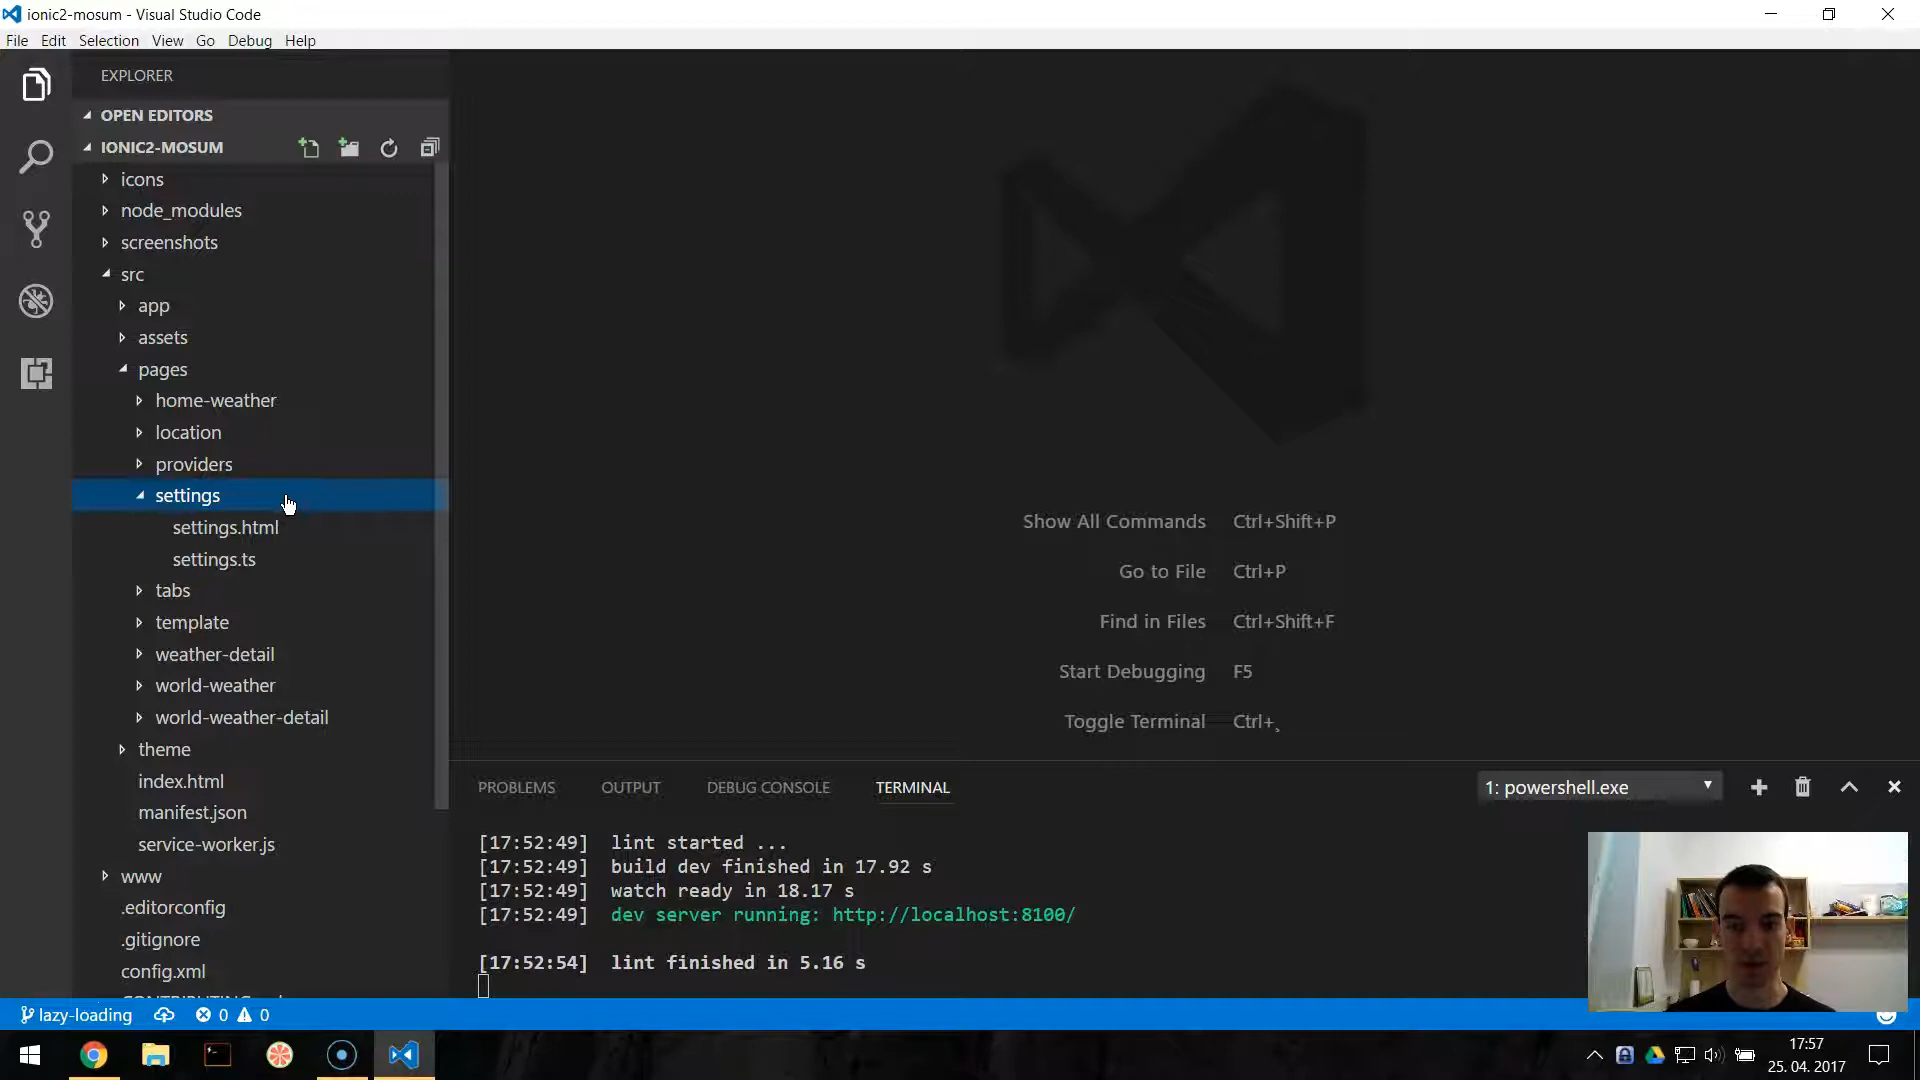 ionic2-mosum - Visual Studio Code
File Edit Selection View Go Debug Help
EXPLORER
OPEN EDITORS
IONIC2-MOSUM
icons
node_modules
screenshots
src
app
assets
pages
home-weather
location
providers
settings
settings.html
settings.ts
tabs
template
weather-detail
world-weather
world-weather-detail
theme
index.html
manifest.json
service-worker.js
www
.editorconfig
.gitignore
config.xml
Show All Commands Ctrl+Shift+P
Go to File Ctrl+P
Find in Files Ctrl+Shift+F
Start Debugging F5
Toggle Terminal Ctrl+¸
PROBLEMS OUTPUT DEBUG CONSOLE TERMINAL 1: powershell.exe
[17:52:49] lint started ...
[17:52:49] build dev finished in 17.92 s
[17:52:49] watch ready in 18.17 s
[17:52:49] dev server running: http://localhost:8100/
[17:52:54] lint finished in 5.16 s
lazy-loading 0 0
17:57
25. 04. 2017